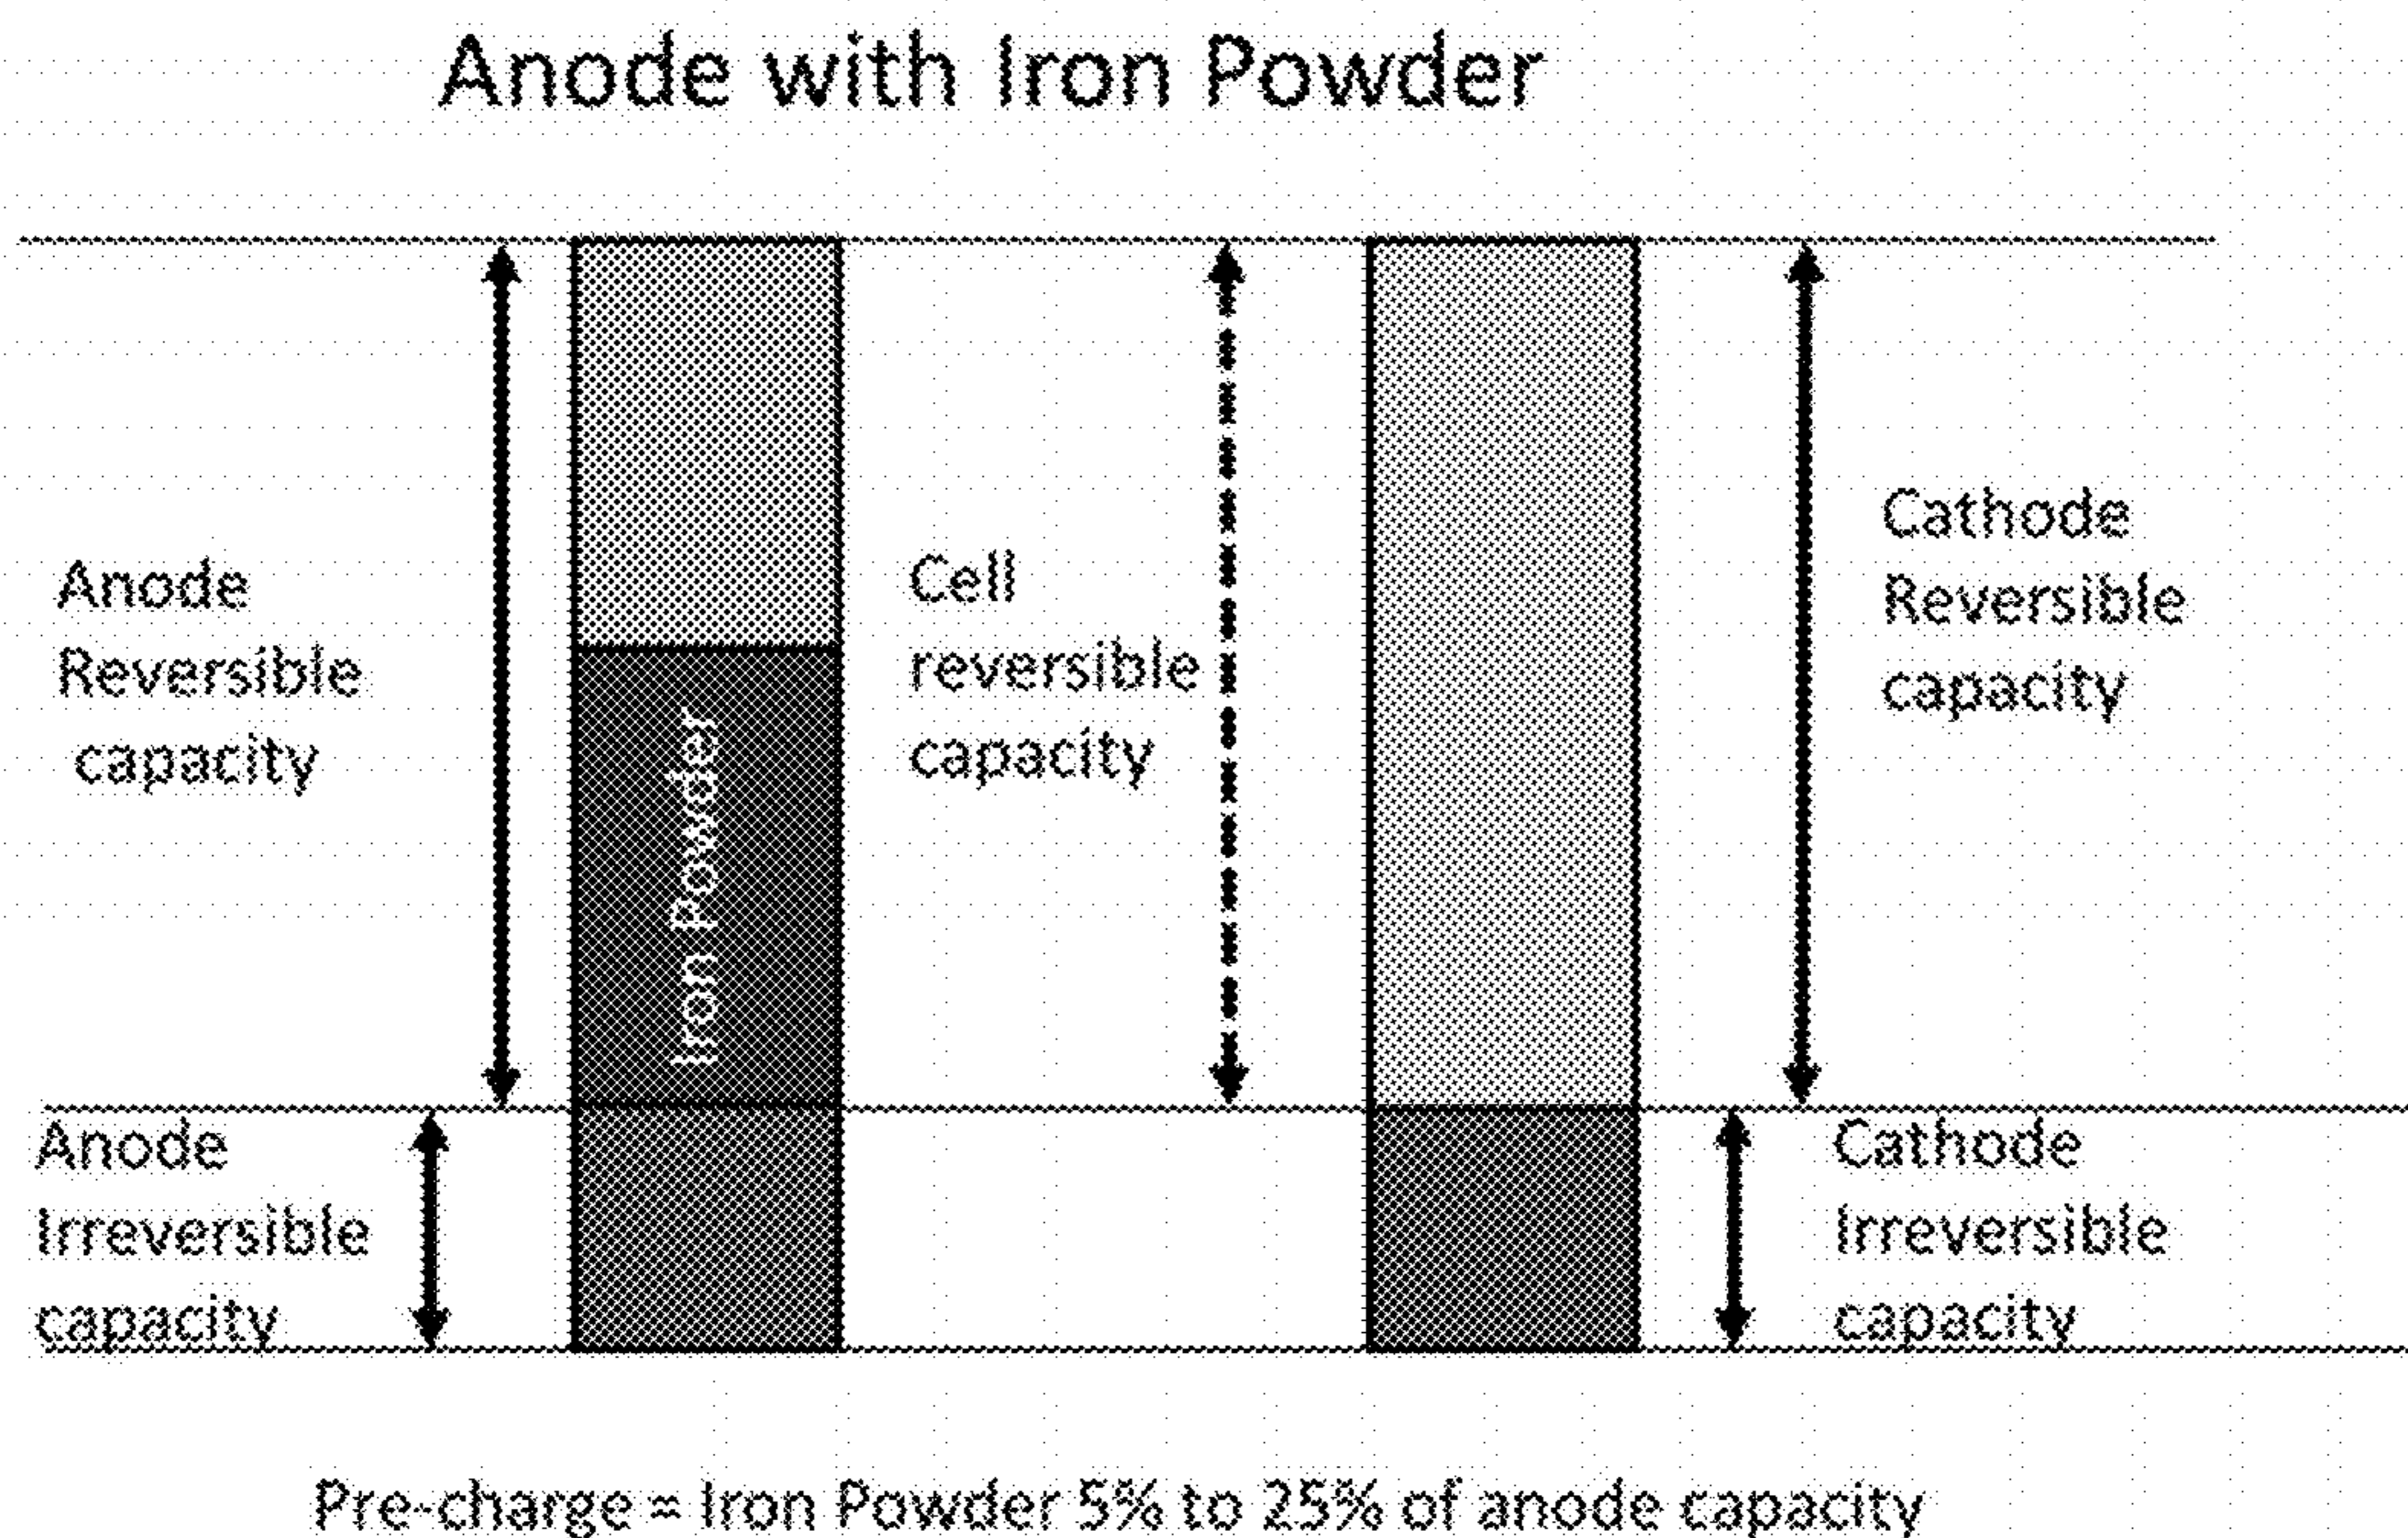 Anode with Iron Powder
Anode
Reversible
capacity
Iron Powder
Cell
reversible
capacity
Cathode
Reversible
capacity
Anode
Irreversible
capacity
Cathode
Irreversible
capacity
Pre-charge = Iron Powder 5% to 25% of anode capacity